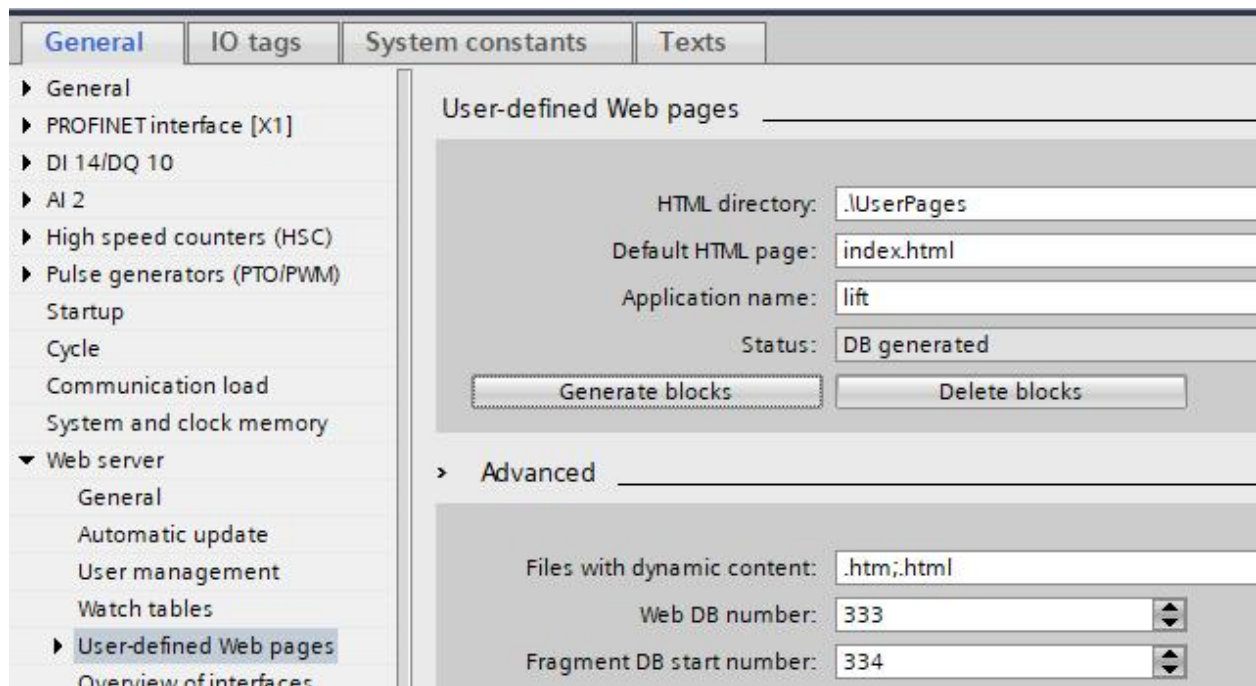 General IO tags System constants Texts
General
PROFINET interface [X1]
DI 14/DQ 10
AI 2
High speed counters (HSC)
Pulse generators (PTO/PWM)
Startup
Cycle
Communication load
System and clock memory
Web server
General
Automatic update
User management
Watch tables
User-defined Web pages
Overview of interfaces
User-defined Web pages
HTML directory: .\UserPages
Default HTML page: index.html
Application name: lift
Status: DB generated
Generate blocks Delete blocks
Advanced
Files with dynamic content: .htm;.html
Web DB number: 333
Fragment DB start number: 334